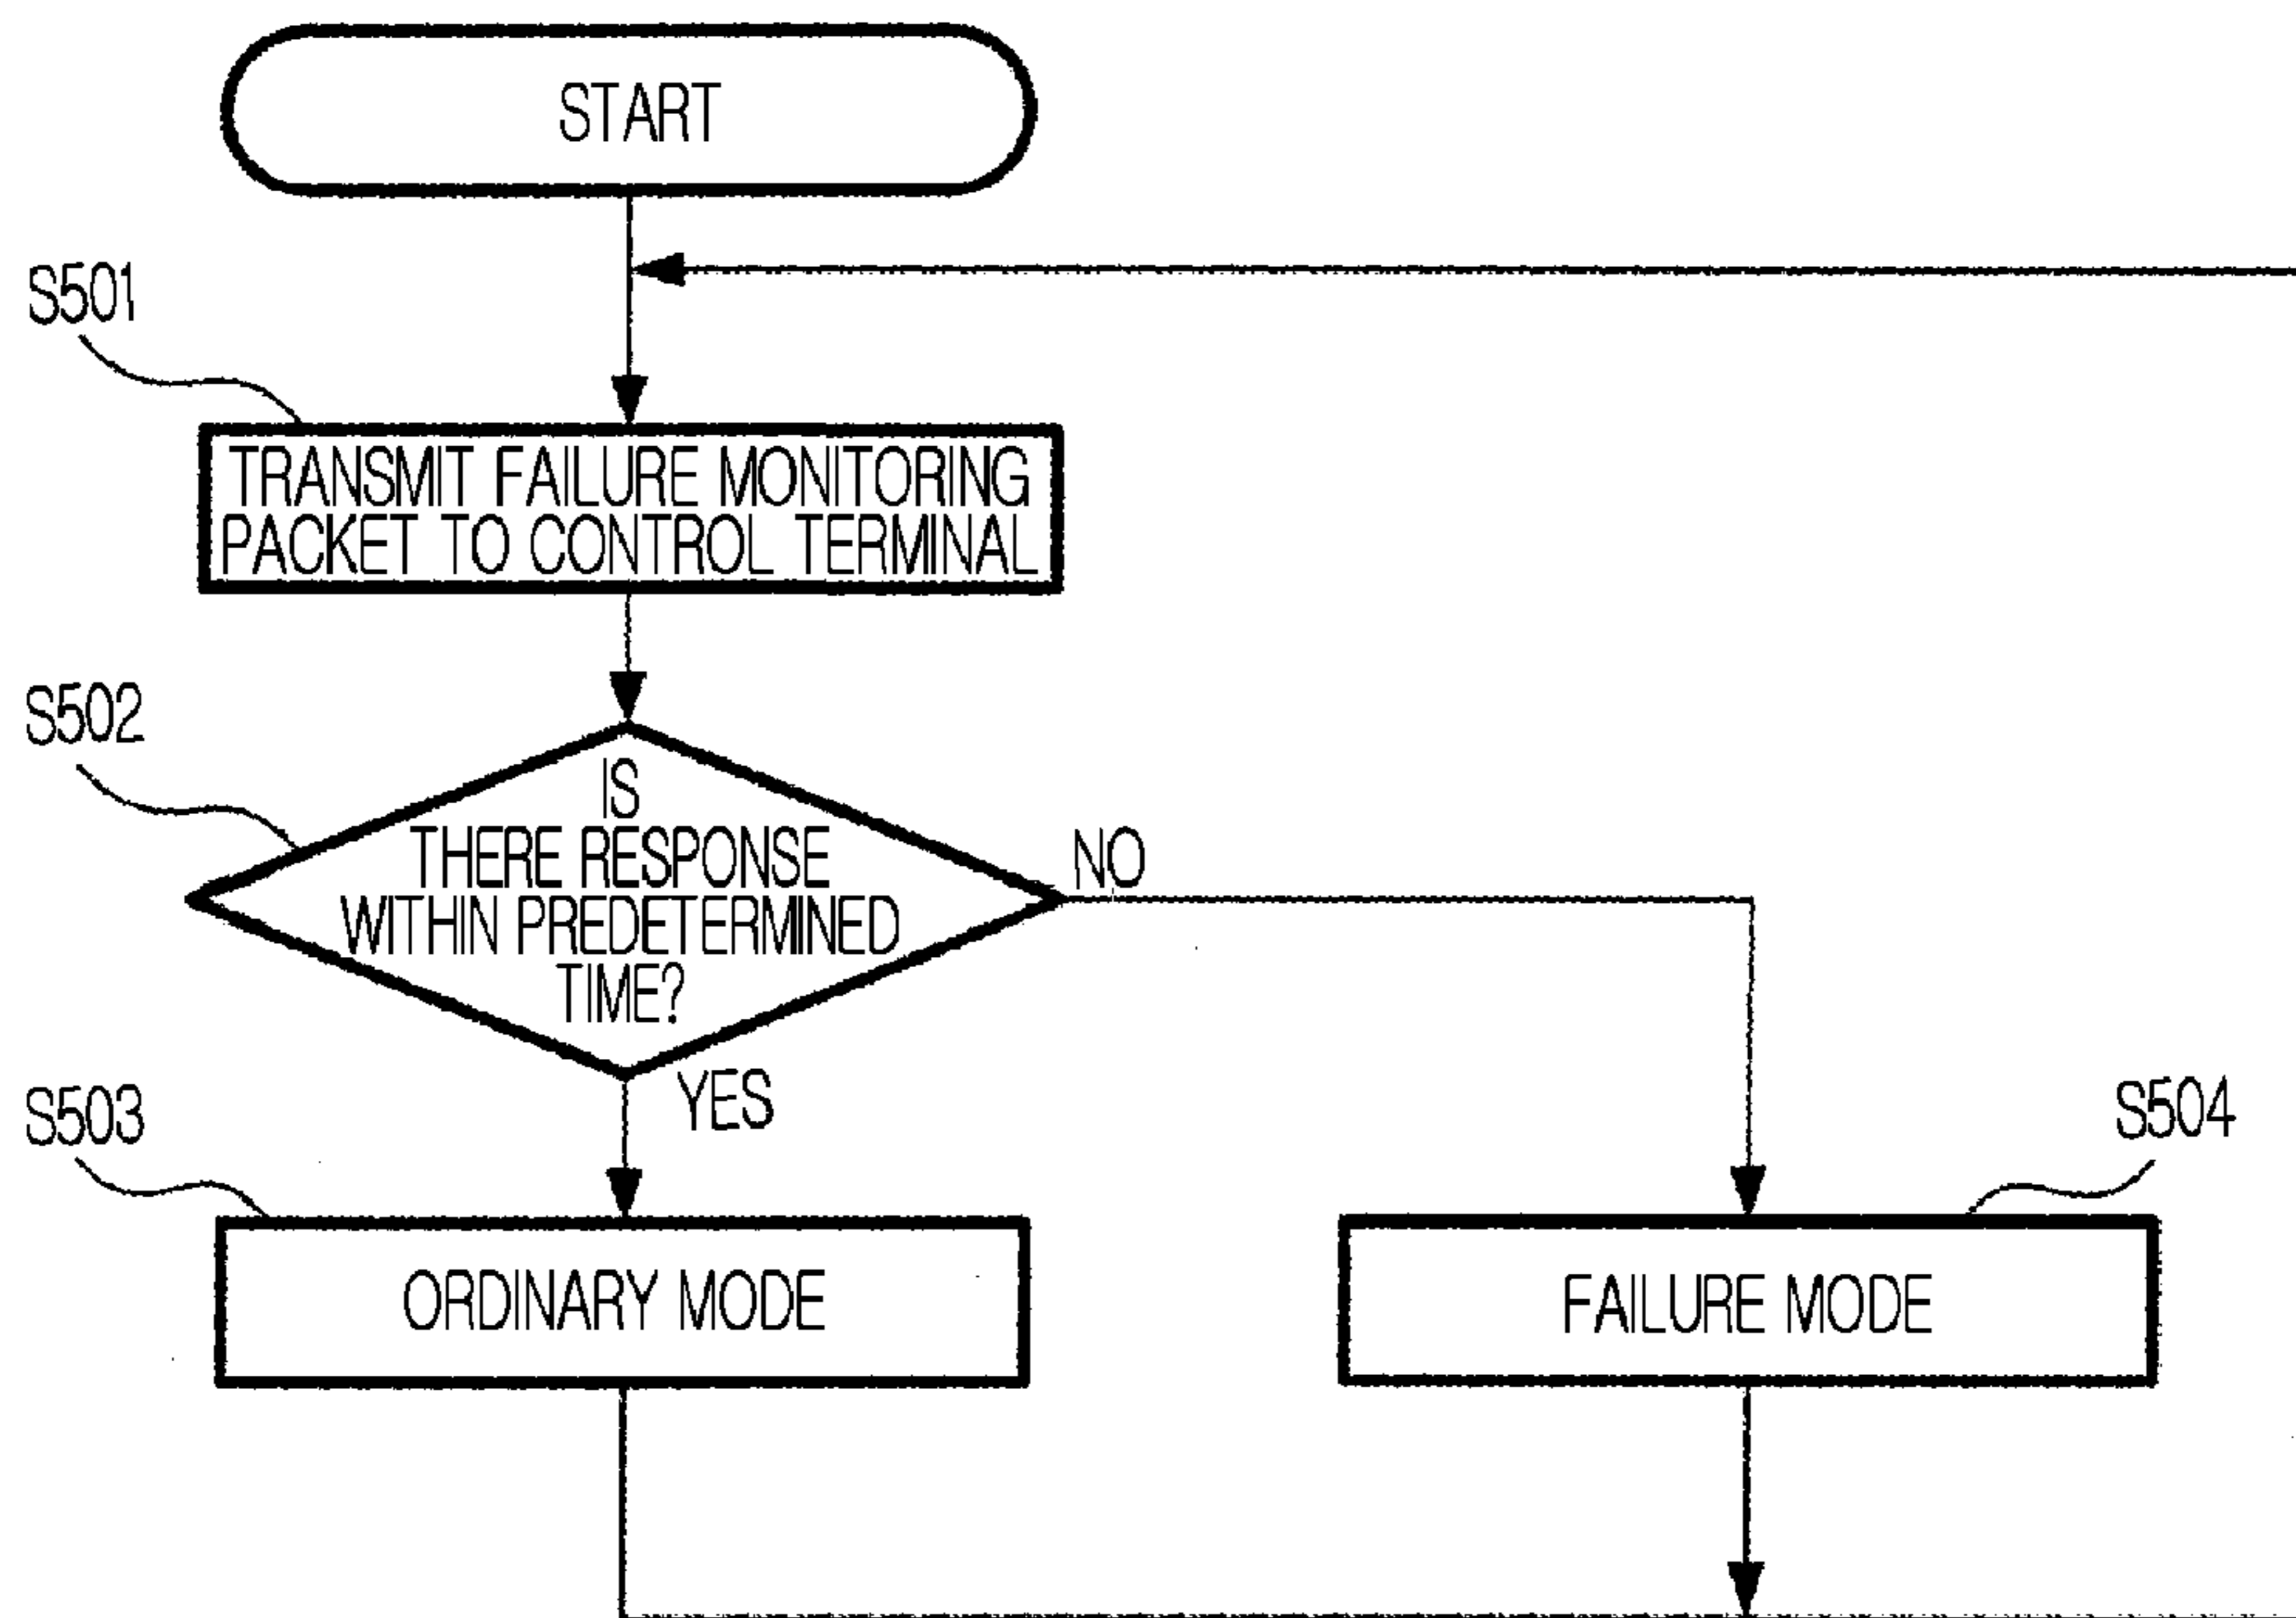 START
S501
TRANSMIT FAILURE MONITORING
PACKET TO CONTROL TERMINAL
S502
IS
THERE RESPONSE
WITHIN PREDETERMINED
TIME?
NO
YES
S503
ORDINARY MODE
S504
FAILURE MODE